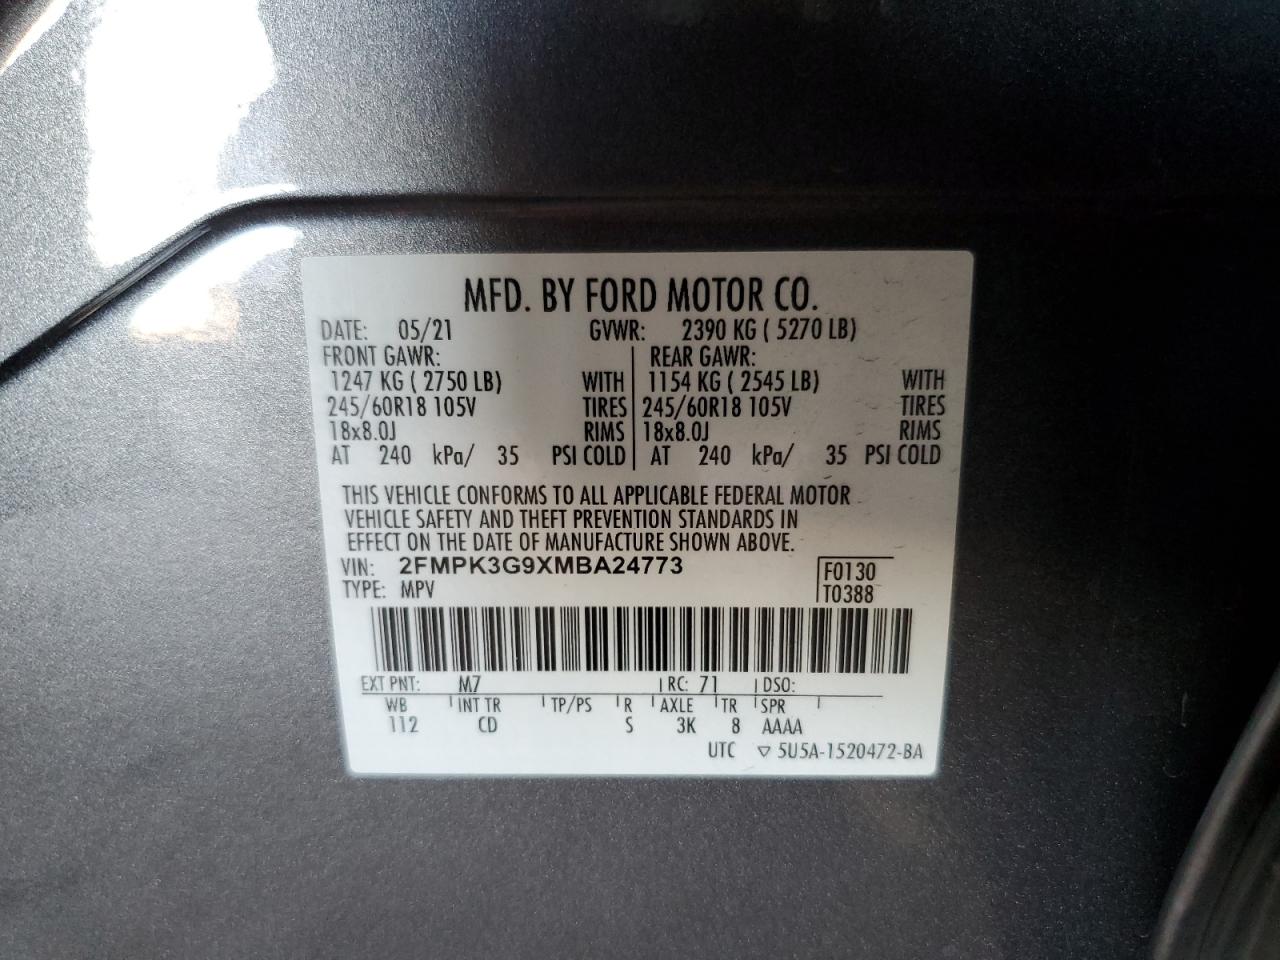 MFD. BY FORD MOTOR CO.
DATE: 05/21 GVWR: 2390 KG ( 5270 LB)
FRONT GAWR: REAR GAWR:
1247 KG ( 2750 LB) WITH 1154 KG ( 2545 LB) WITH
245/60R18 105V TIRES 245/60R18 105V TIRES
18x8.0J RIMS 18x8.0J RIMS
AT 240 kPa/ 35 PSI COLD AT 240 kPa/ 35 PSI COLD
THIS VEHICLE CONFORMS TO ALL APPLICABLE FEDERAL MOTOR
VEHICLE SAFETY AND THEFT PREVENTION STANDARDS IN
EFFECT ON THE DATE OF MANUFACTURE SHOWN ABOVE.
VIN: 2FMPK3G9XMBA24773 F0130
TYPE: MPV T0388
EXT PNT: M7 RC: 71 DSO:
WB INT TR TP/PS R AXLE TR SPR
112 CD S 3K 8 AAAA
UTC ▽ 5U5A-1520472-BA